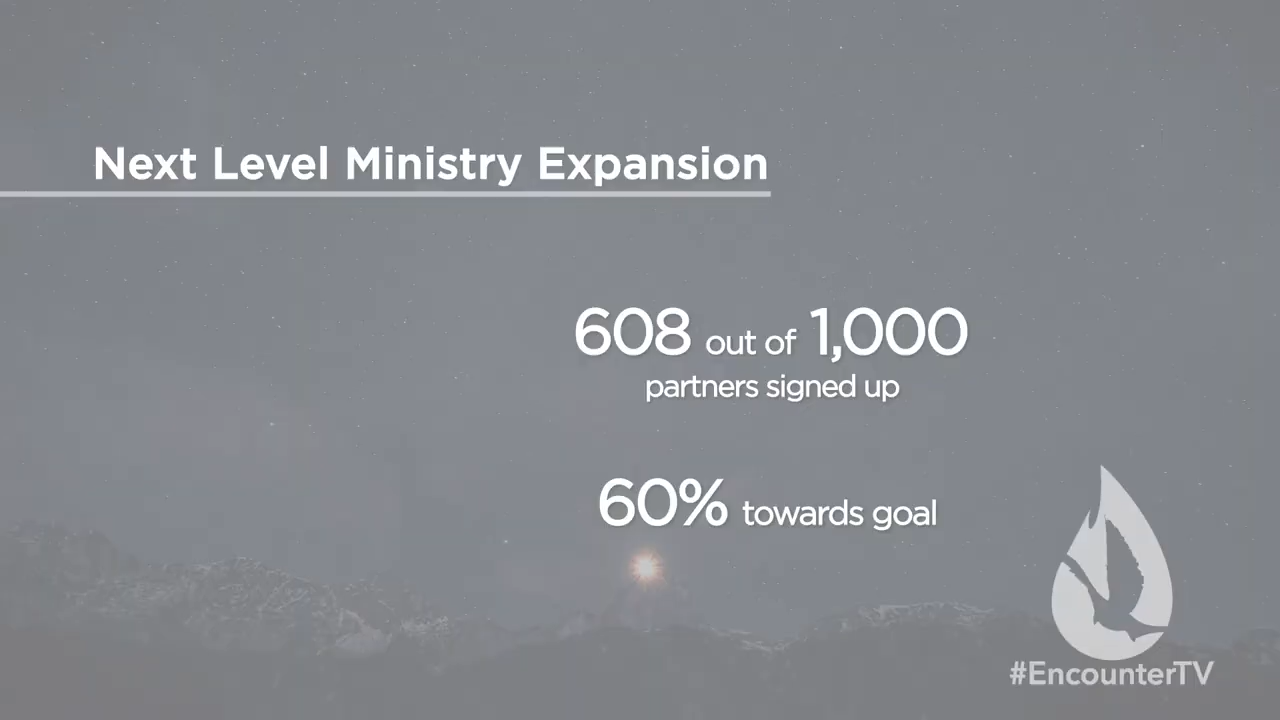 Next Level Ministry Expansion
608 out of 1,000
partners signed up
60% towards goal
#EncounterTV